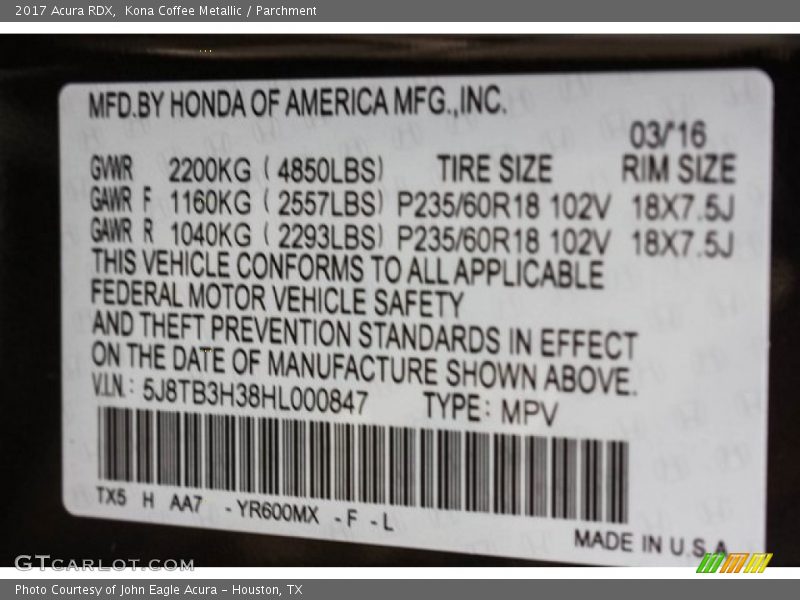 2017 Acura RDX,  Kona Coffee Metallic / Parchment
MFD.BY HONDA OF AMERICA MFG.,INC.
03/'16
GVWR 2200KG ( 4850LBS) TIRE SIZE RIM SIZE
GAWR F 1160KG ( 2557LBS) P235/60R18 102V 18X7.5J
GAWR R 1040KG ( 2293LBS) P235/60R18 102V 18X7.5J
THIS VEHICLE CONFORMS TO ALL APPLICABLE
FEDERAL MOTOR VEHICLE SAFETY
AND THEFT PREVENTION STANDARDS IN EFFECT
ON THE DATE OF MANUFACTURE SHOWN ABOVE.
V.I.N.: 5J8TB3H38HL000847 TYPE: MPV
TX5 H AA7 - YR600MX - F - L
MADE IN U.S.A
GTCARLOT.COM
Photo Courtesy of John Eagle Acura - Houston, TX